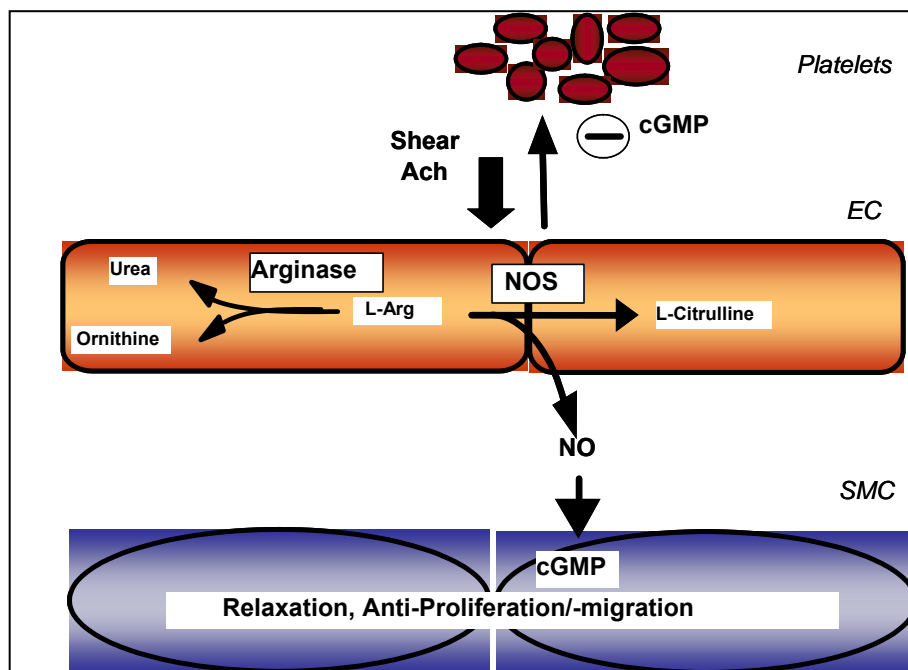 Platelets
cGMP
Shear
Ach
EC
Urea
Arginase
NOS
L-Arg
L-Citrulline
Ornithine
NO
SMC
cGMP
Relaxation, Anti-Proliferation/-migration